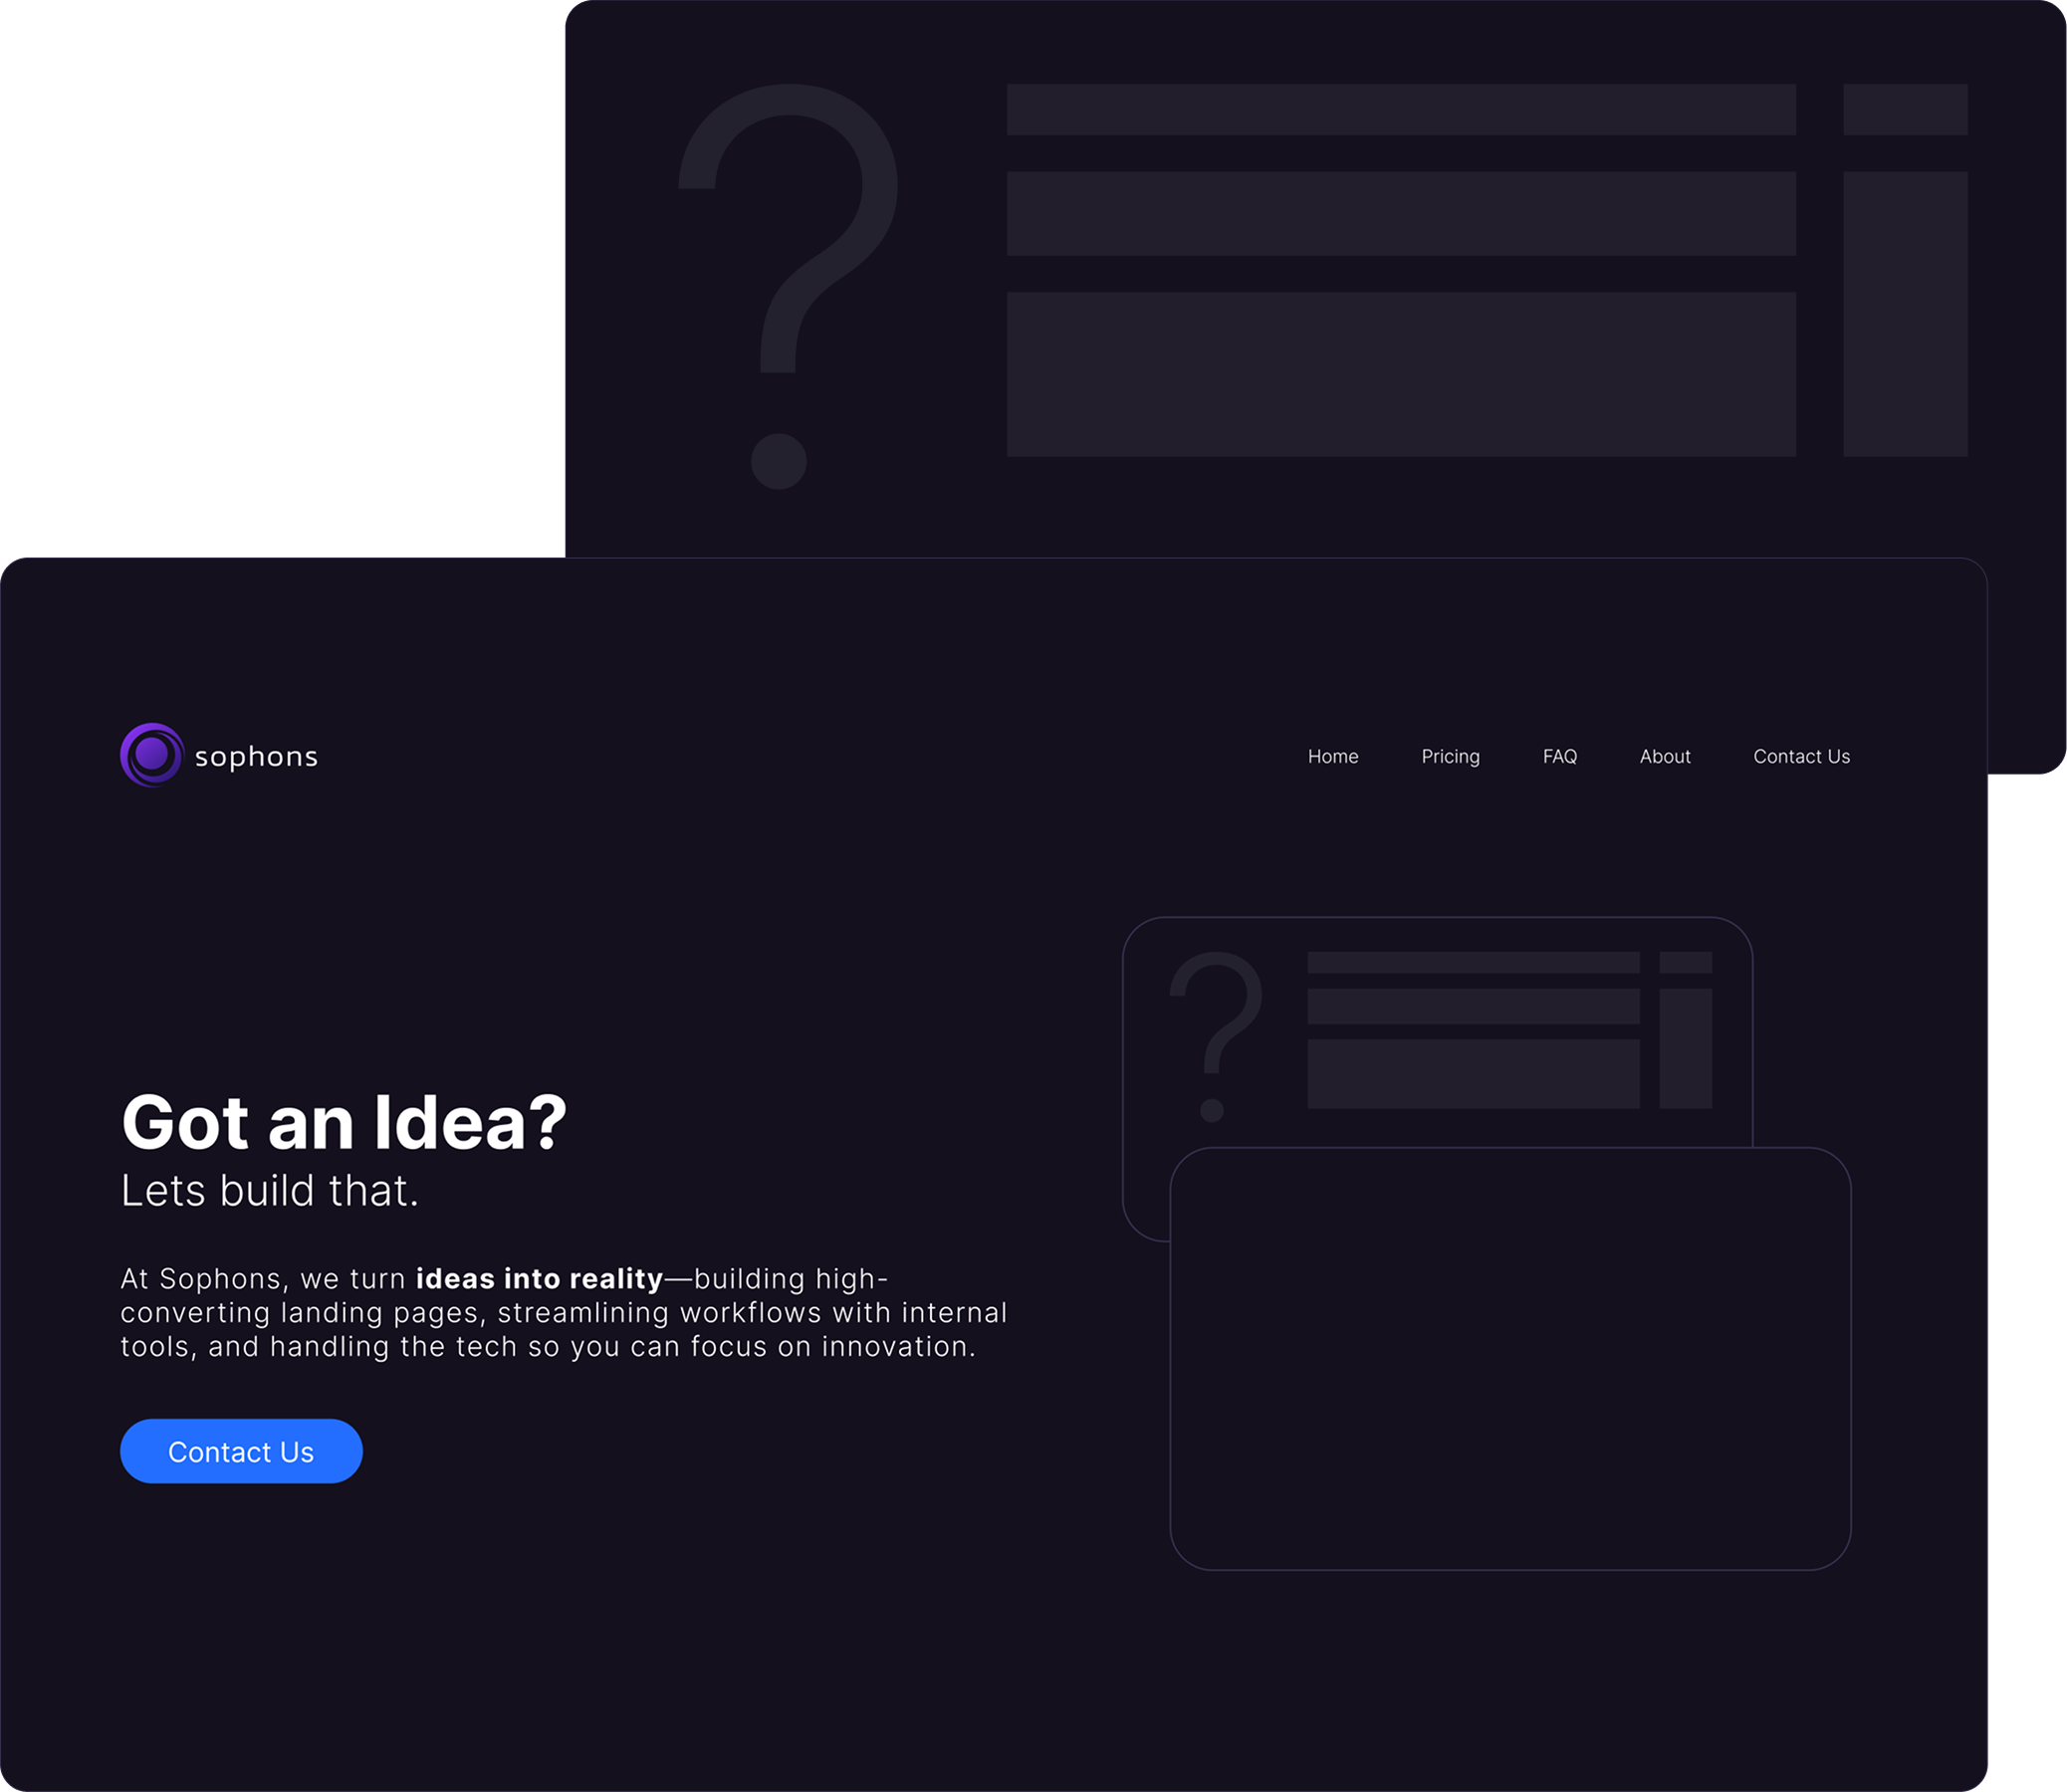 ?
sophons
Home Pricing FAQ About Contact Us
?
Got an Idea?
Lets build that.
At Sophons, we turn ideas into reality—building high-
converting landing pages, streamlining workflows with internal
tools, and handling the tech so you can focus on innovation.
Contact Us